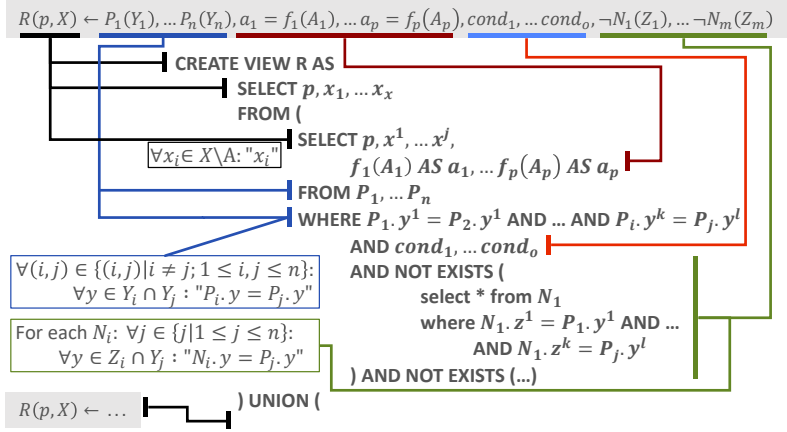 R(p, X) ← P₁(Y₁), … Pₙ(Yₙ), a₁ = f₁(A₁), … aₚ = fₚ(Aₚ), cond₁, … condₒ, ¬N₁(Z₁), … ¬Nₘ(Zₘ)
CREATE VIEW R AS
SELECT p, x₁, … xₓ
FROM (
SELECT p, x¹, … xʲ,
∀xᵢ ∈ X\A: "xᵢ"
f₁(A₁) AS a₁, … fₚ(Aₚ) AS aₚ
FROM P₁, … Pₙ
WHERE P₁. y¹ = P₂. y¹ AND … AND Pᵢ. yᵏ = Pⱼ. yˡ
AND cond₁, … condₒ
∀(i, j) ∈ {(i, j)|i ≠ j; 1 ≤ i, j ≤ n}:
∀y ∈ Yᵢ ∩ Yⱼ : "Pᵢ. y = Pⱼ. y"
AND NOT EXISTS (
select * from N₁
where N₁. z¹ = P₁. y¹ AND …
AND N₁. zᵏ = Pⱼ. yˡ
For each Nᵢ: ∀j ∈ {j|1 ≤ j ≤ n}:
∀y ∈ Zᵢ ∩ Yⱼ : "Nᵢ. y = Pⱼ. y"
) AND NOT EXISTS (…)
R(p, X) ← …
) UNION (